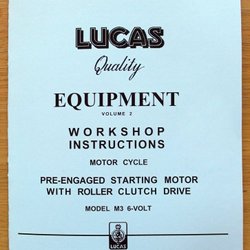 LUCAS
Quality
EQUIPMENT
VOLUME 2
WORKSHOP
INSTRUCTIONS
MOTOR CYCLE
PRE-ENGAGED STARTING MOTOR
WITH ROLLER CLUTCH DRIVE
MODEL M3 6-VOLT
LUCAS